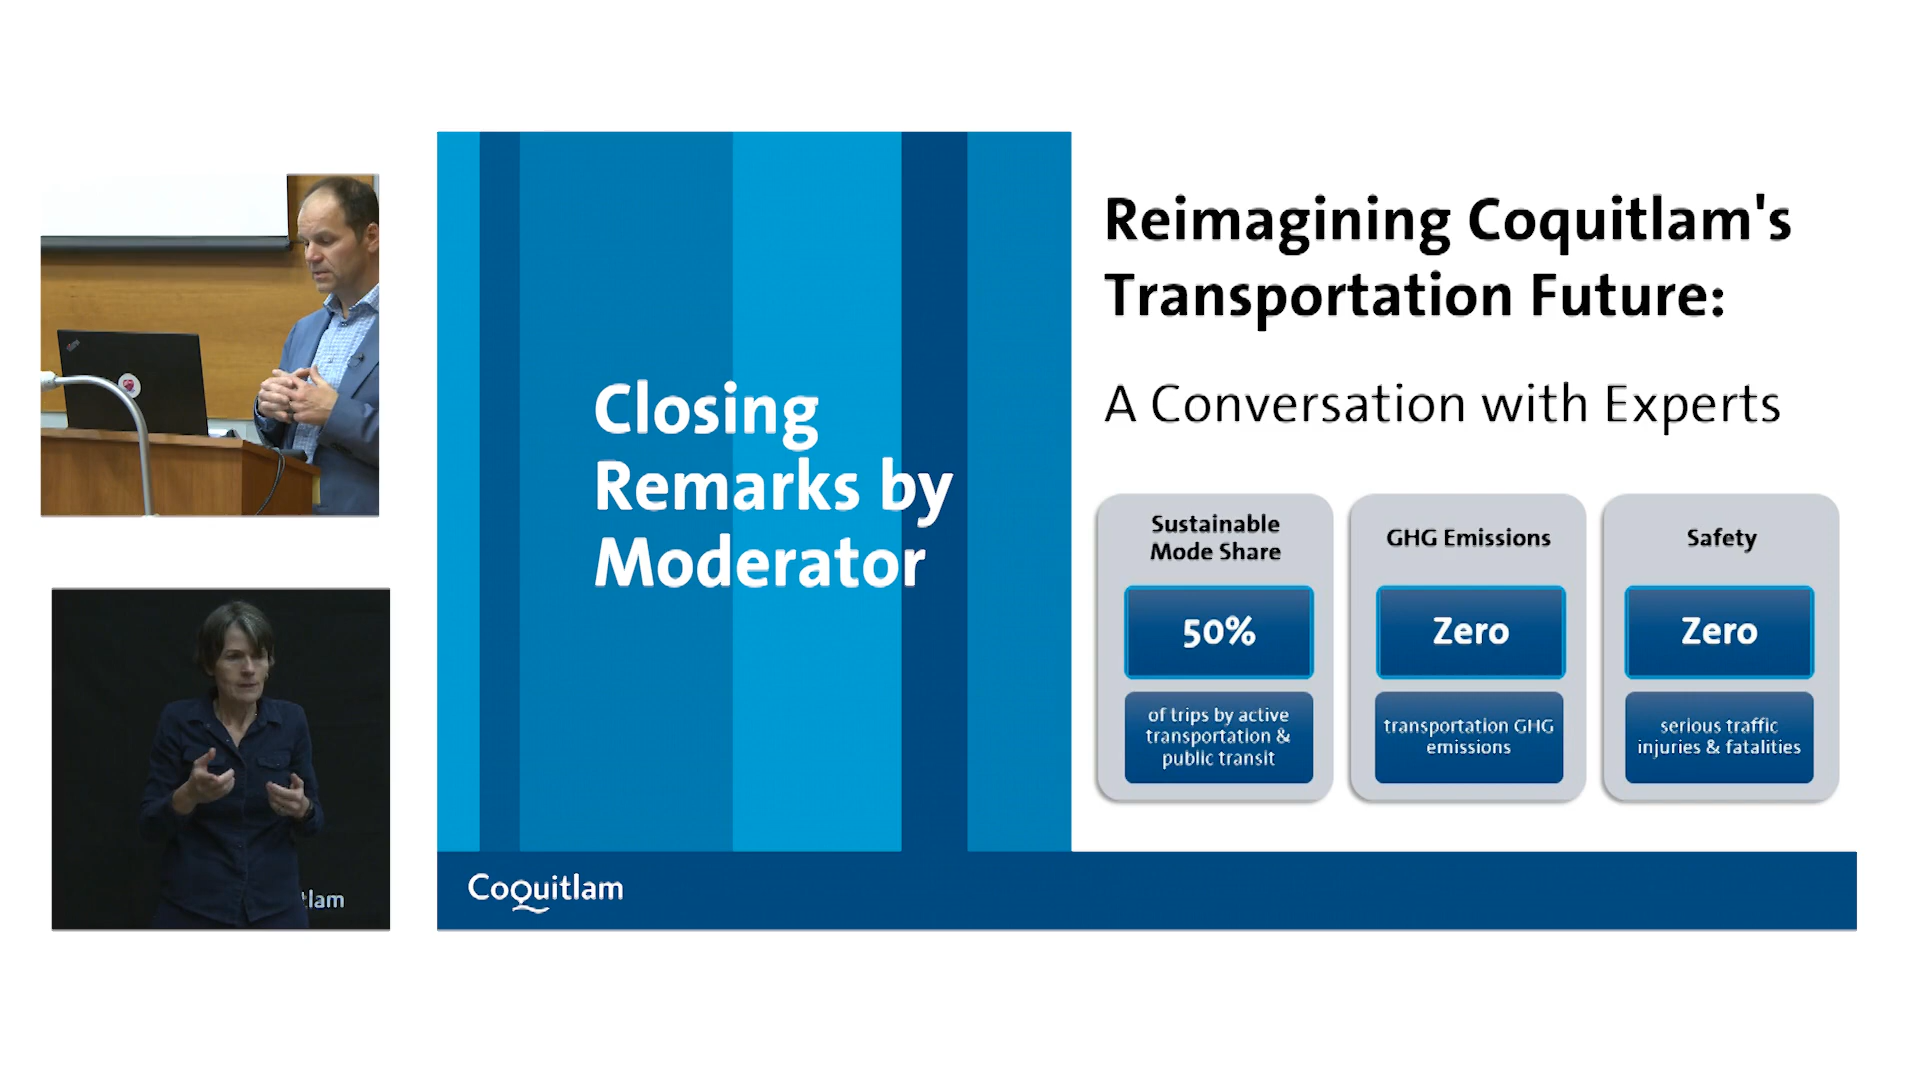 Closing
Remarks by
Moderator
Reimagining Coquitlam's
Transportation Future:
A Conversation with Experts
Sustainable
Mode Share
50%
of trips by active
transportation &
public transit
GHG Emissions
Zero
transportation GHG
emissions
Safety
Zero
serious traffic
injuries & fatalities
Coquitlam
tlam